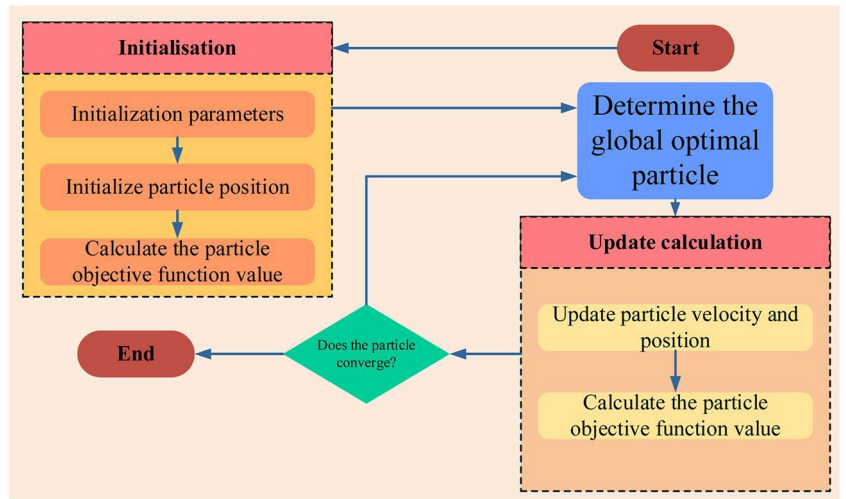 Initialisation
Start
Initialization parameters
Initialize particle position
Calculate the particle
objective function value
Determine the
global optimal
particle
Update calculation
Update particle velocity and
position
Calculate the particle
objective function value
Does the particle
converge?
End